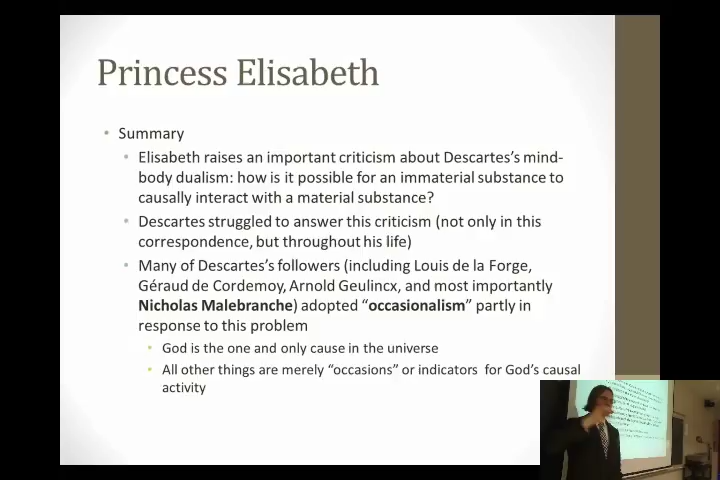 Princess Elisabeth
• Summary
• Elisabeth raises an important criticism about Descartes's mind-
body dualism: how is it possible for an immaterial substance to
causally interact with a material substance?
• Descartes struggled to answer this criticism (not only in this
correspondence, but throughout his life)
• Many of Descartes's followers (including Louis de la Forge,
Géraud de Cordemoy, Arnold Geulincx, and most importantly
Nicholas Malebranche) adopted “occasionalism” partly in
response to this problem
• God is the one and only cause in the universe
• All other things are merely “occasions” or indicators for God's causal
activity